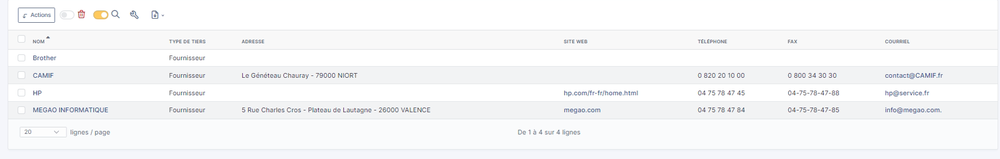 Actions
NOM TYPE DE TIERS ADRESSE SITE WEB TÉLÉPHONE FAX COURRIEL
Brother Fournisseur
CAMIF Fournisseur Le Généteau Chauray - 79000 NIORT 0 820 20 10 00 0 800 34 30 30 contact@CAMIF.fr
HP Fournisseur hp.com/fr-fr/home.html 04 75 78 47 45 04-75-78-47-88 hp@service.fr
MEGAO INFORMATIQUE Fournisseur 5 Rue Charles Cros - Plateau de Lautagne - 26000 VALENCE megao.com 04 75 78 47 84 04-75-78-47-85 info@megao.com.
20 lignes / page De 1 à 4 sur 4 lignes